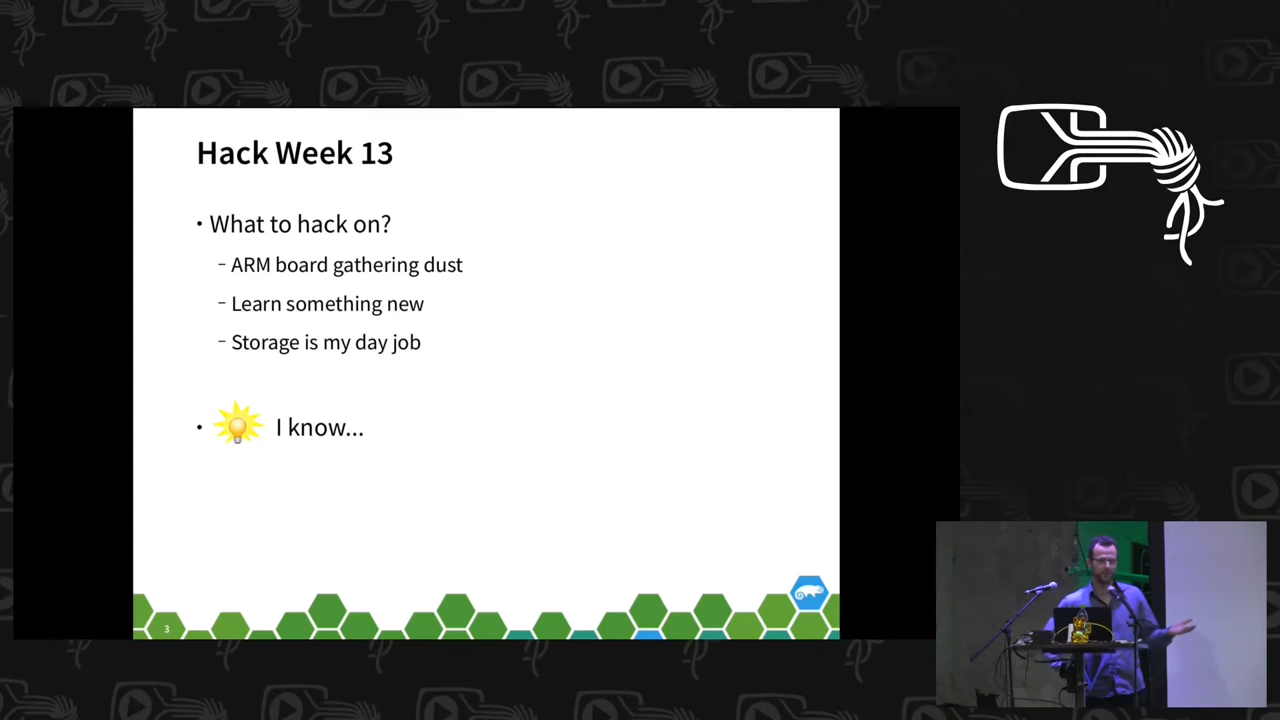 Hack Week 13
• What to hack on?
– ARM board gathering dust
– Learn something new
– Storage is my day job
• I know...
3